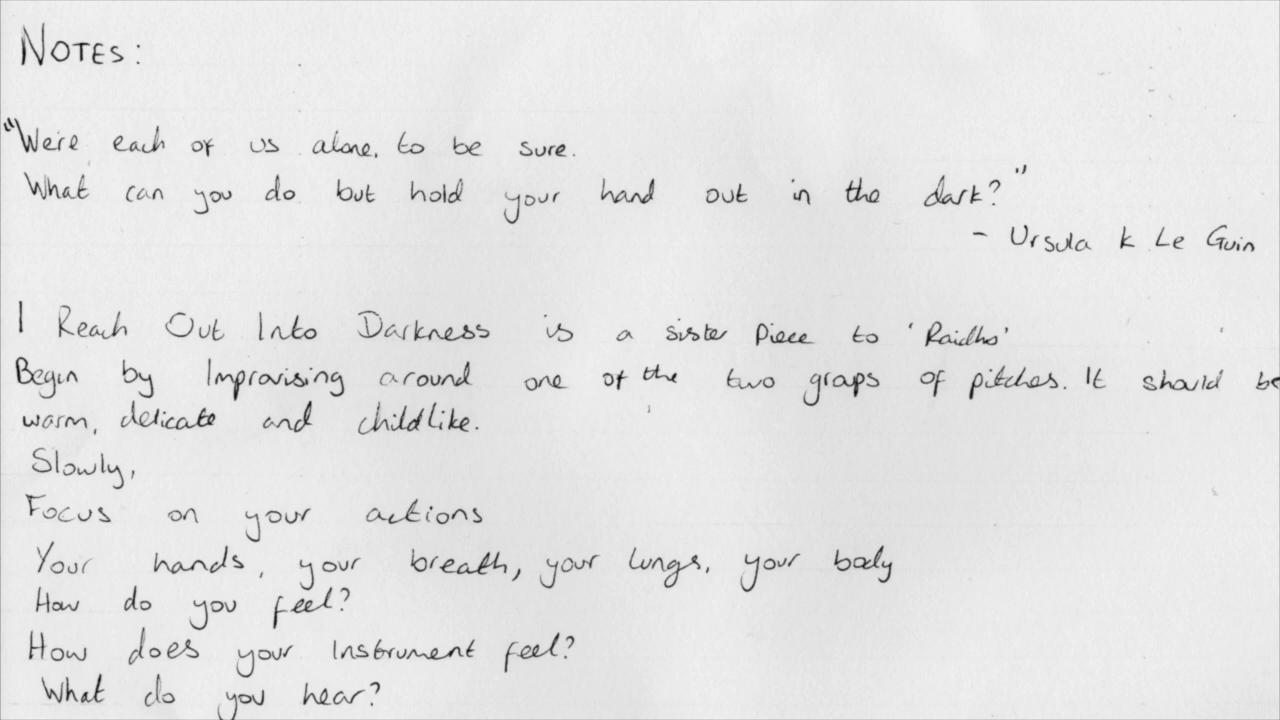 NOTES:
"We're each of us alone, to be sure.
What can you do but hold your hand out in the dark?"
- Ursula K Le Guin
I Reach Out Into Darkness is a sister piece to 'Raidho'
Begin by Improvising around one of the two graps of pitches. It should be
warm, delicate and childlike.
Slowly,
Focus on your actions
Your hands, your breath, your lungs, your body
How do you feel?
How does your Instrument feel?
What do you hear?